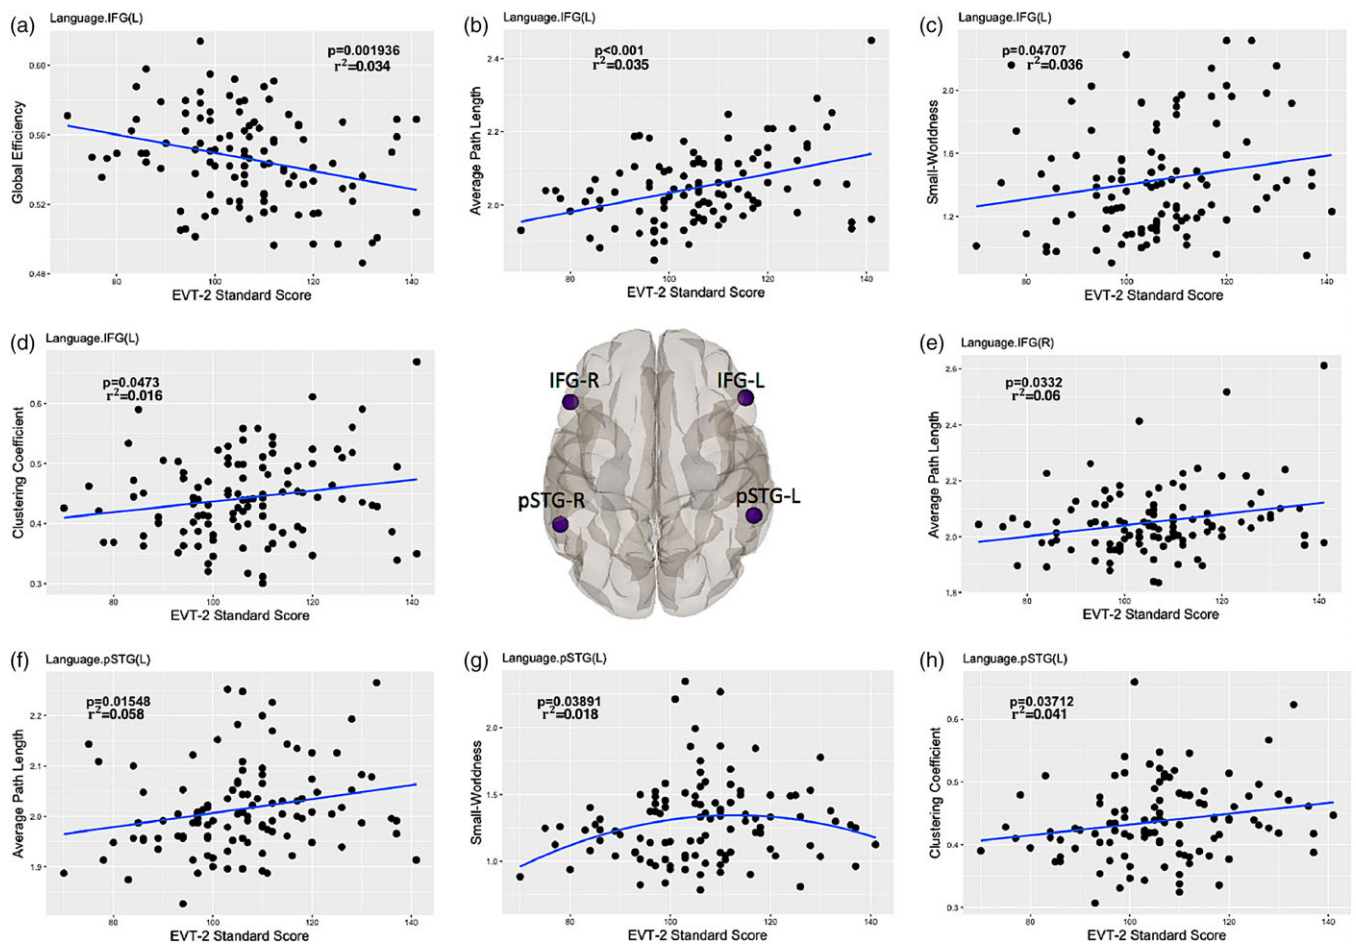 (a) Language.IFG(L)
p=0.001936
r²=0.034
Global Efficiency
0.60
0.56
0.52
0.48
80 100 120 140
EVT-2 Standard Score
(b) Language.IFG(L)
p<0.001
r²=0.035
Average Path Length
2.4
2.2
2.0
80 100 120 140
EVT-2 Standard Score
(c) Language.IFG(L)
p=0.04707
r²=0.036
Small-Worldness
2.0
1.6
1.2
80 100 120 140
EVT-2 Standard Score
(d) Language.IFG(L)
p=0.0473
r²=0.016
Clustering Coefficient
0.6
0.5
0.4
0.3
80 100 120 140
EVT-2 Standard Score
IFG-R IFG-L
pSTG-R pSTG-L
(e) Language.IFG(R)
p=0.0332
r²=0.06
Average Path Length
2.6
2.4
2.2
2.0
1.8
80 100 120 140
EVT-2 Standard Score
(f) Language.pSTG(L)
p=0.01548
r²=0.058
Average Path Length
2.2
2.1
2.0
1.9
80 100 120 140
EVT-2 Standard Score
(g) Language.pSTG(L)
p=0.03891
r²=0.018
Small-Worldness
2.0
1.5
1.0
80 100 120 140
EVT-2 Standard Score
(h) Language.pSTG(L)
p=0.03712
r²=0.041
Clustering Coefficient
0.6
0.5
0.4
0.3
80 100 120 140
EVT-2 Standard Score